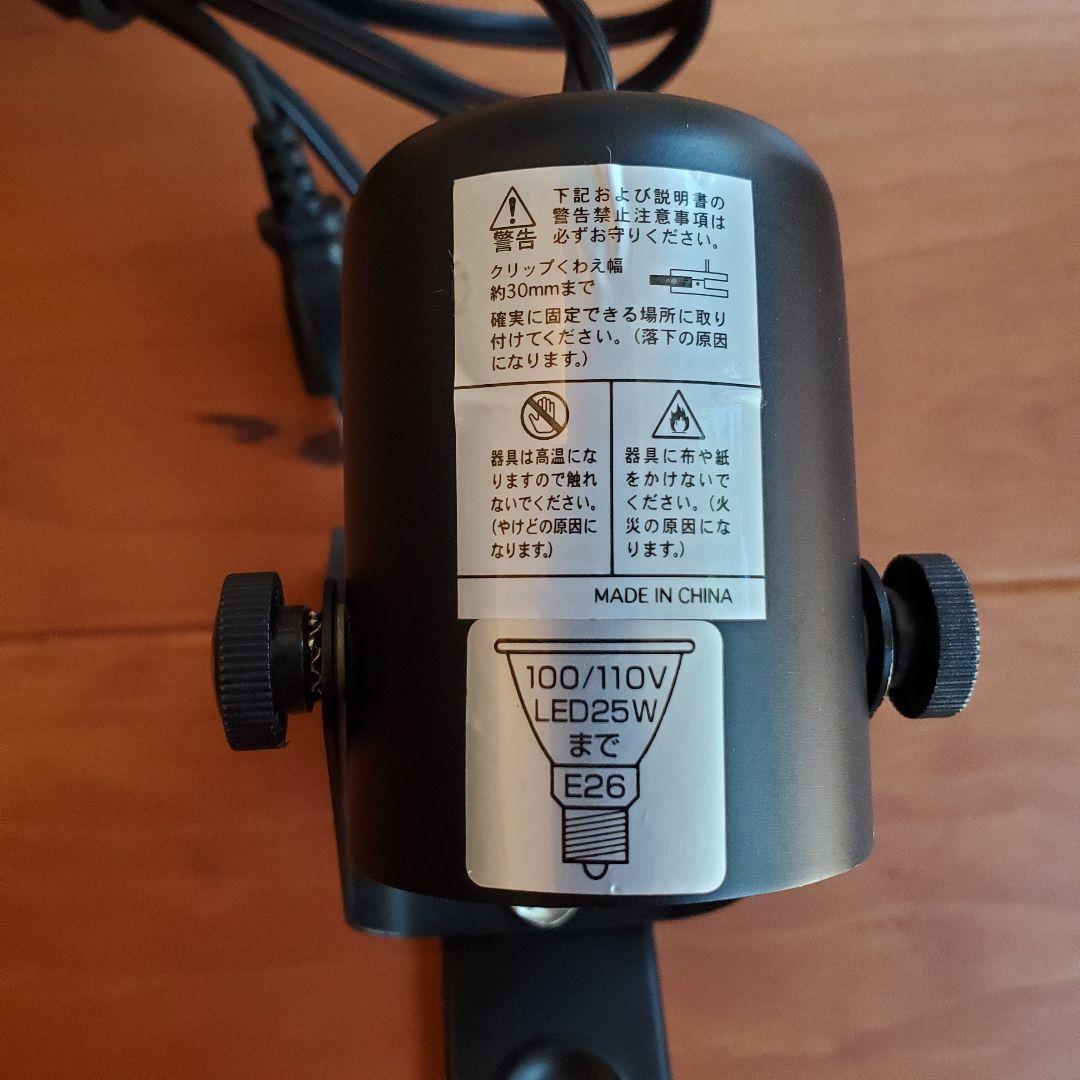 下記および説明書の
警告禁止注意事項は
必ずお守りください。
警告
クリップくわえ幅
約30mmまで
確実に固定できる場所に取り
付けてください。(落下の原因
になります。)
器具は高温にな
りますので触れ
ないでください。
(やけどの原因に
なります。)
器具に布や紙
をかけないで
ください。(火
災の原因にな
ります。)
MADE IN CHINA
100/110V
LED25W
まで
E26